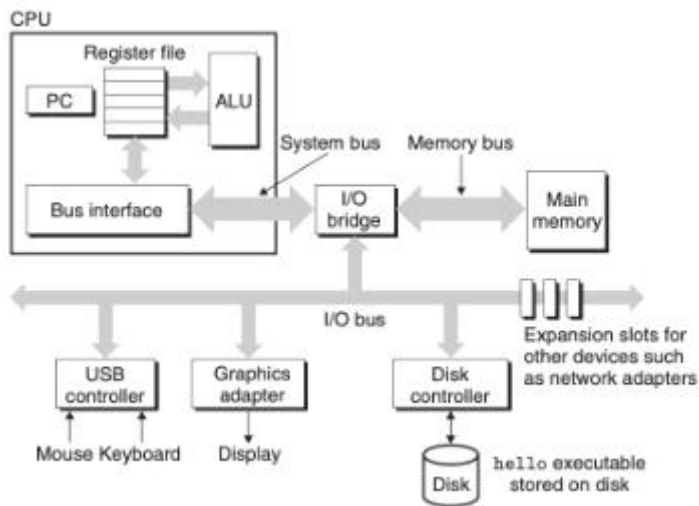 CPU
Register file
PC
ALU
System bus
Memory bus
Bus interface
I/O
bridge
Main
memory
I/O bus
Expansion slots for
other devices such
as network adapters
USB
controller
Graphics
adapter
Disk
controller
Mouse Keyboard
Display
Disk
hello executable
stored on disk